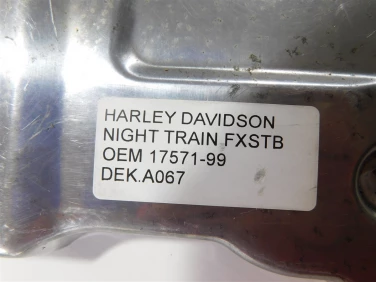 HARLEY DAVIDSON
NIGHT TRAIN FXSTB
OEM 17571-99
DEK.A067